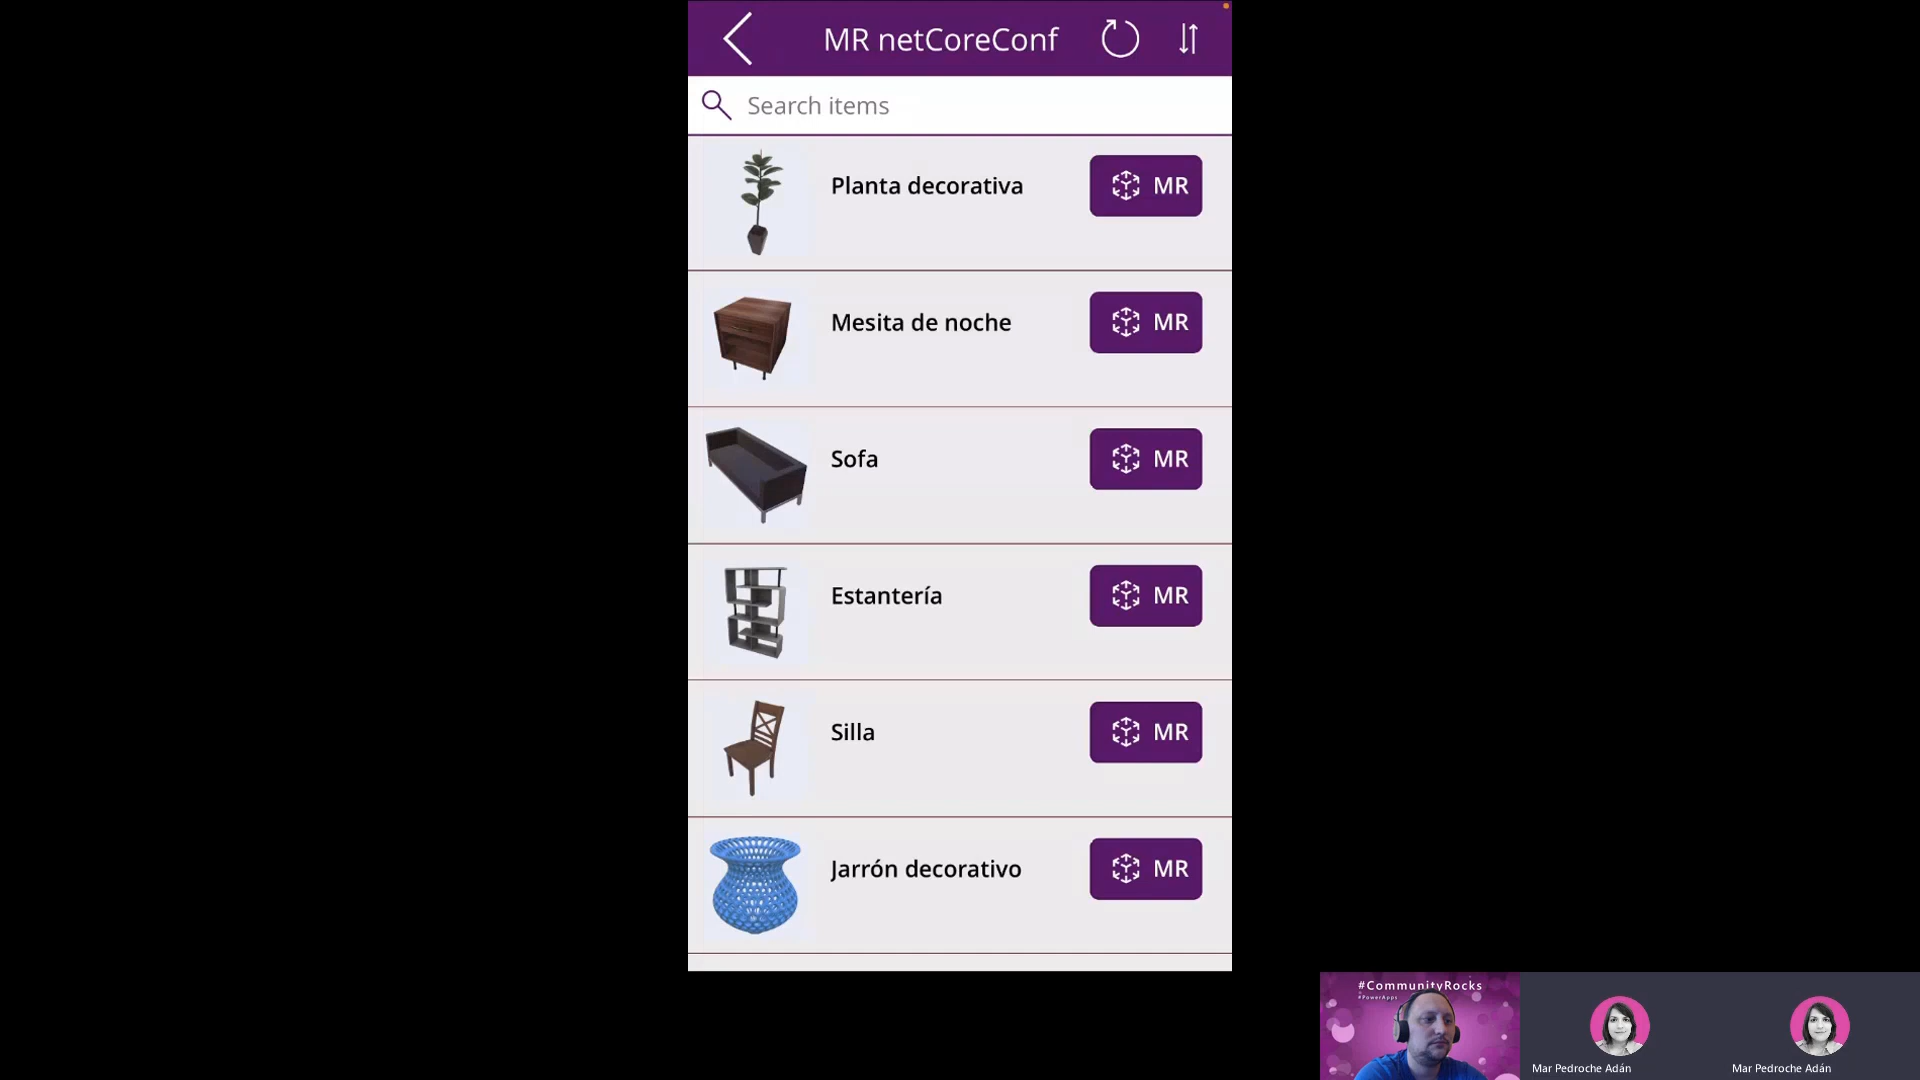 MR netCoreConf
Search items
Planta decorativa
MR
Mesita de noche
MR
Sofa
MR
Estantería
MR
Silla
MR
Jarrón decorativo
MR
#CommunityRocks
#PowerApps
Mar Pedroche Adán
Mar Pedroche Adán